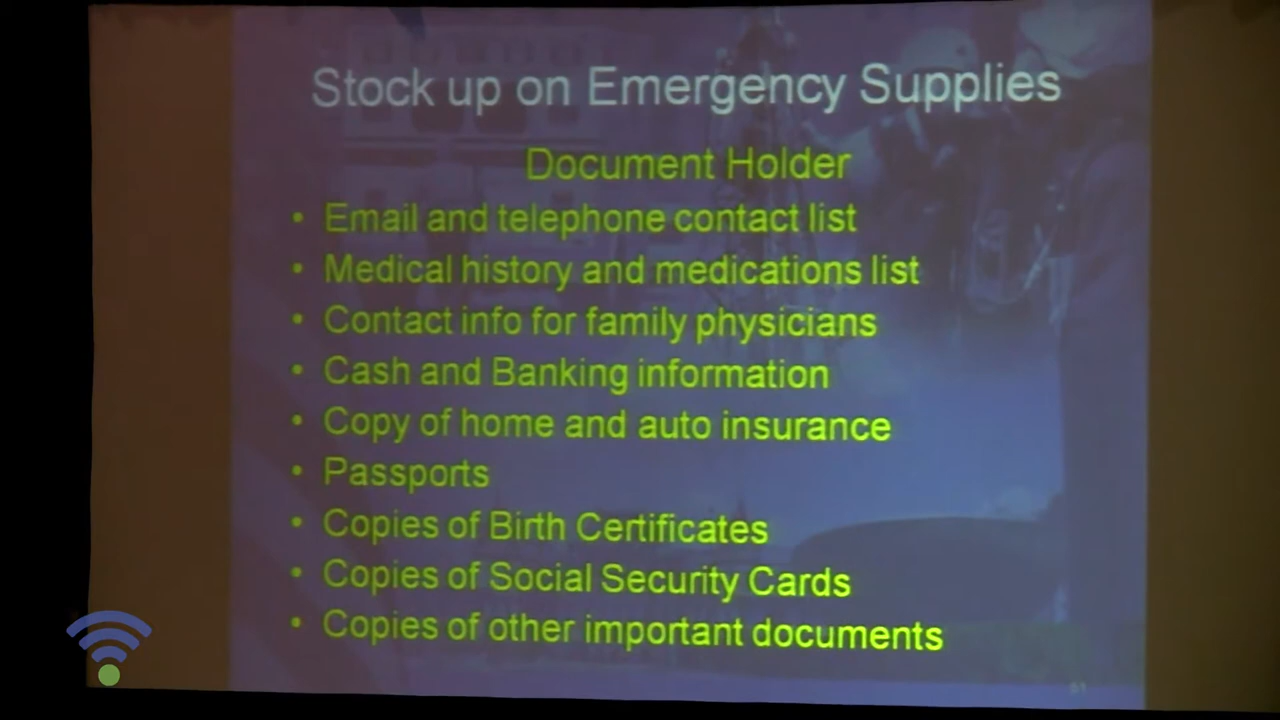 Stock up on Emergency Supplies
Document Holder
• Email and telephone contact list
• Medical history and medications list
• Contact info for family physicians
• Cash and Banking information
• Copy of home and auto insurance
• Passports
• Copies of Birth Certificates
• Copies of Social Security Cards
• Copies of other important documents